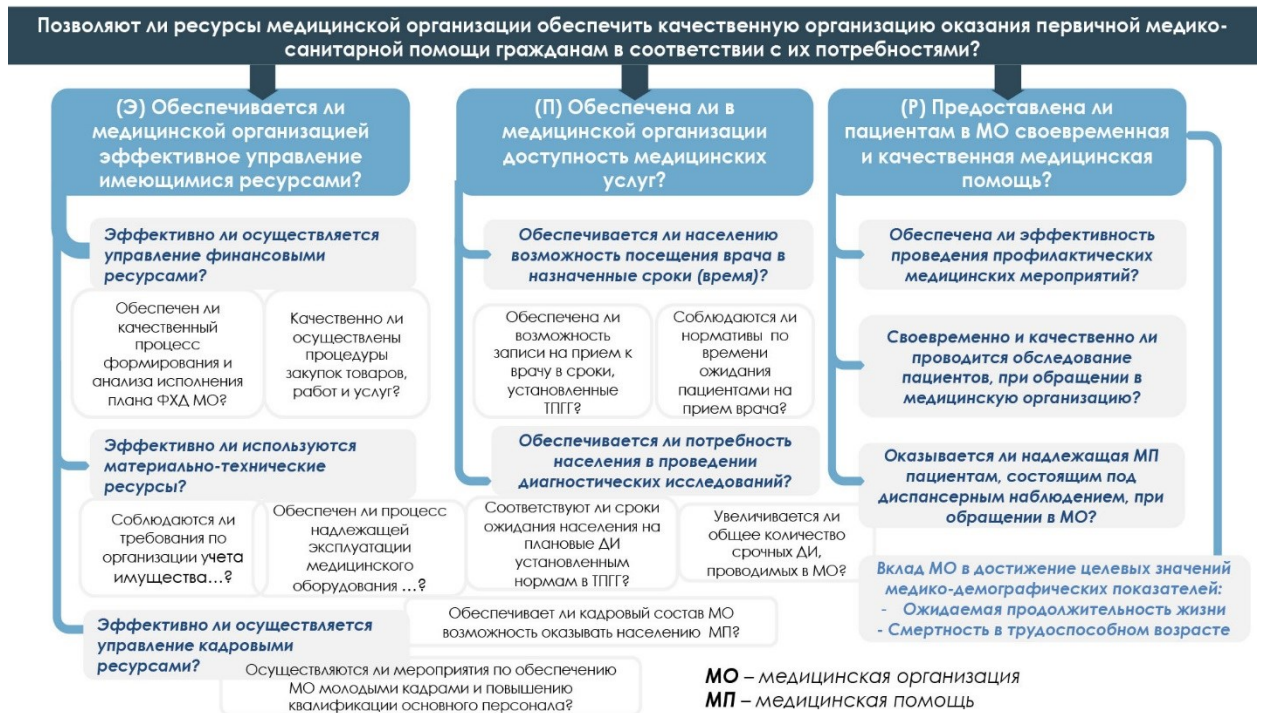 Позволяют ли ресурсы медицинской организации обеспечить качественную организацию оказания первичной медико-
санитарной помощи гражданам в соответствии с их потребностями?
(Э) Обеспечивается ли
медицинской организацией
эффективное управление
имеющимися ресурсами?
Эффективно ли осуществляется
управление финансовыми
ресурсами?
Обеспечен ли
качественный
процесс
формирования и
анализа исполнения
плана ФХД МО?
Качественно ли
осуществлены
процедуры
закупок товаров,
работ и услуг?
Эффективно ли используются
материально-технические
ресурсы?
Соблюдаются ли
требования по
организации учета
имущества...?
Обеспечен ли процесс
надлежащей
эксплуатации
медицинского
оборудования ...?
Эффективно ли осуществляется
управление кадровыми
ресурсами?
Обеспечивает ли кадровый состав МО
возможность оказывать населению МП?
Осуществляются ли мероприятия по обеспечению
МО молодыми кадрами и повышению
квалификации основного персонала?
(П) Обеспечена ли в
медицинской организации
доступность медицинских
услуг?
Обеспечивается ли населению
возможность посещения врача в
назначенные сроки (время)?
Обеспечена ли
возможность
записи на прием к
врачу в сроки,
установленные
ТПГГ?
Соблюдаются ли
нормативы по
времени
ожидания
пациентами на
прием врача?
Обеспечивается ли потребность
населения в проведении
диагностических исследований?
Соответствуют ли сроки
ожидания населения на
плановые ДИ
установленным
нормам в ТПГГ?
Увеличивается ли
общее количество
срочных ДИ,
проводимых в МО?
(Р) Предоставлена ли
пациентам в МО своевременная
и качественная медицинская
помощь?
Обеспечена ли эффективность
проведения профилактических
медицинских мероприятий?
Своевременно и качественно ли
проводится обследование
пациентов, при обращении в
медицинскую организацию?
Оказывается ли надлежащая МП
пациентам, состоящим под
диспансерным наблюдением, при
обращении в МО?
Вклад МО в достижение целевых значений
медико-демографических показателей:
- Ожидаемая продолжительность жизни
- Смертность в трудоспособном возрасте
МО – медицинская организация
МП – медицинская помощь